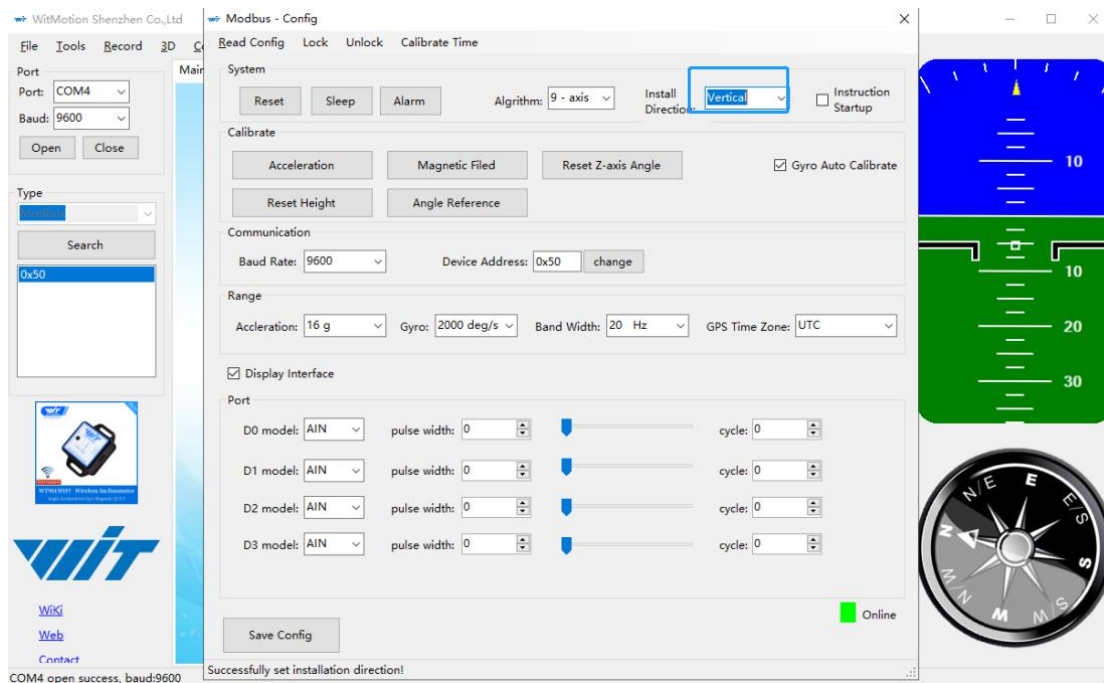 WitMotion Shenzhen Co.,Ltd
File Tools Record 3D
Port
Port: COM4
Baud: 9600
Open Close
Type
Modbus
Search
0x50
WIT
WiKi
Web
Contact
COM4 open success, baud:9600
Modbus - Config
Read Config Lock Unlock Calibrate Time
System
Reset Sleep Alarm Algrithm: 9 - axis Install Direction: Vertical Instruction Startup
Calibrate
Acceleration Magnetic Filed Reset Z-axis Angle Gyro Auto Calibrate
Reset Height Angle Reference
Communication
Baud Rate: 9600 Device Address: 0x50 change
Range
Accleration: 16 g Gyro: 2000 deg/s Band Width: 20 Hz GPS Time Zone: UTC
Display Interface
Port
D0 model: AIN pulse width: 0 cycle: 0
D1 model: AIN pulse width: 0 cycle: 0
D2 model: AIN pulse width: 0 cycle: 0
D3 model: AIN pulse width: 0 cycle: 0
Online
Save Config
Successfully set installation direction!
10
10
20
30
N/E E E/S
N S
W/N W W/S